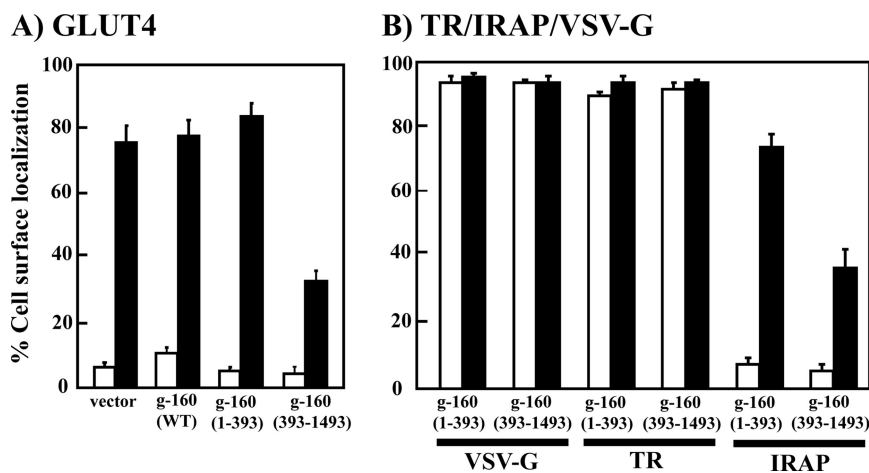 A) GLUT4
B) TR/IRAP/VSV-G
% Cell surface localization
100
80
60
40
20
0
vector
g-160
(WT)
g-160
(1-393)
g-160
(393-1493)
100
80
60
40
20
0
g-160
(1-393)
g-160
(393-1493)
g-160
(1-393)
g-160
(393-1493)
g-160
(1-393)
g-160
(393-1493)
VSV-G
TR
IRAP